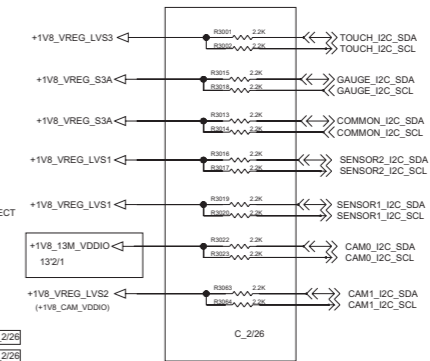 R3001 2.2K
+1V8_VREG_LVS3 TOUCH_I2C_SDA
R3002 2.2K TOUCH_I2C_SCL
R3015 2.2K
+1V8_VREG_S3A GAUGE_I2C_SDA
R3018 2.2K GAUGE_I2C_SCL
R3013 2.2K
+1V8_VREG_S3A COMMON_I2C_SDA
R3014 2.2K COMMON_I2C_SCL
R3016 2.2K
+1V8_VREG_LVS1 SENSOR2_I2C_SDA
R3017 2.2K SENSOR2_I2C_SCL
R3019 2.2K
+1V8_VREG_LVS1 SENSOR1_I2C_SDA
ECT R3020 2.2K SENSOR1_I2C_SCL
R3022 2.2K
+1V8_13M_VDDIO CAM0_I2C_SDA
13'2/1 R3023 2.2K CAM0_I2C_SCL
R3063 2.2K
+1V8_VREG_LVS2 CAM1_I2C_SDA
(+1V8_CAM_VDDIO) R3064 2.2K CAM1_I2C_SCL
2/26 C_2/26
2/26